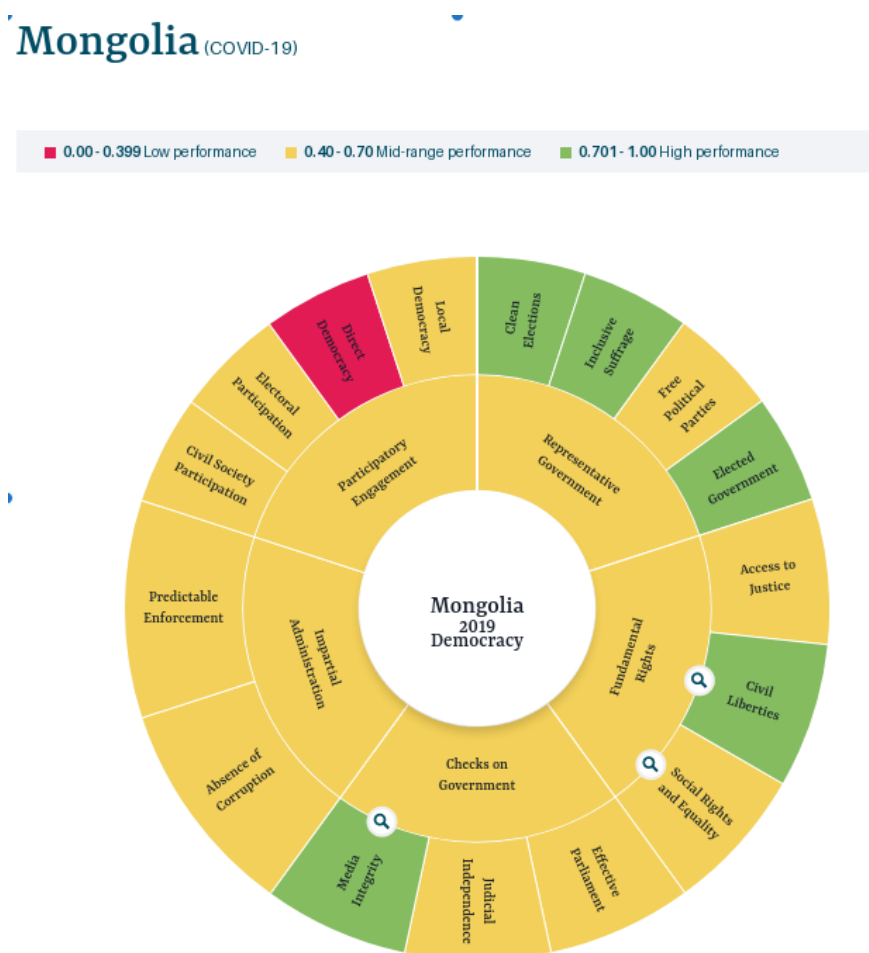 Mongolia (COVID-19)
0.00 - 0.399 Low performance 0.40 - 0.70 Mid-range performance 0.701 - 1.00 High performance
Local
Democracy
Clean
Elections
Inclusive
Suffrage
Free
Political
Parties
Elected
Government
Access to
Justice
Civil
Liberties
Social Rights
and Equality
Effective
Parliament
Judicial
Independence
Media
Integrity
Absence of
Corruption
Predictable
Enforcement
Civil Society
Participation
Electoral
Participation
Direct
Democracy
Participatory
Engagement
Representative
Government
Fundamental
Rights
Checks on
Government
Impartial
Administration
Mongolia
2019
Democracy